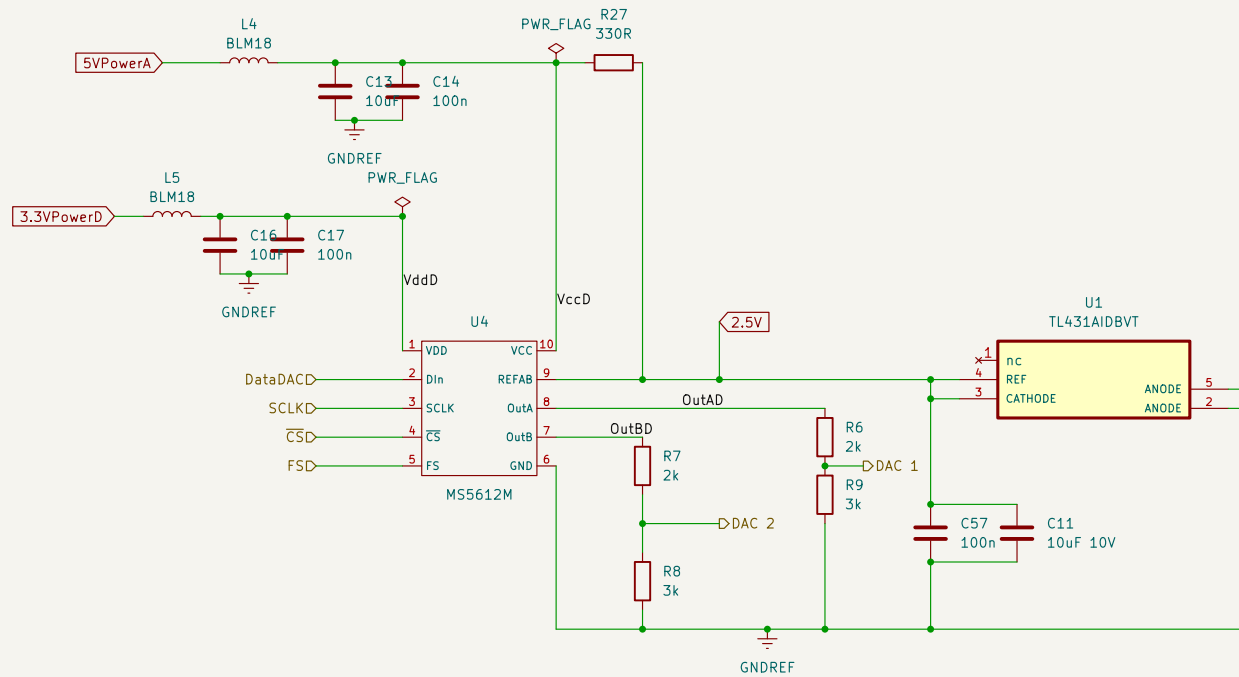 L4
BLM18
5VPowerA
C13
10uF
C14
100n
GNDREF
PWR_FLAG
R27
330R
L5
BLM18
3.3VPowerD
C16
10uF
C17
100n
GNDREF
PWR_FLAG
VddD
VccD
2.5V
U4
1 VDD VCC 10
DataDAC 2 DIn REFAB 9
SCLK 3 SCLK OutA 8
CS 4 CS OutB 7
FS 5 FS GND 6
MS5612M
OutAD
OutBD
R7
2k
DAC 2
R8
3k
R6
2k
DAC 1
R9
3k
U1
TL431AIDBVT
1 nc
4 REF
3 CATHODE
ANODE 5
ANODE 2
C57
100n
C11
10uF 10V
GNDREF